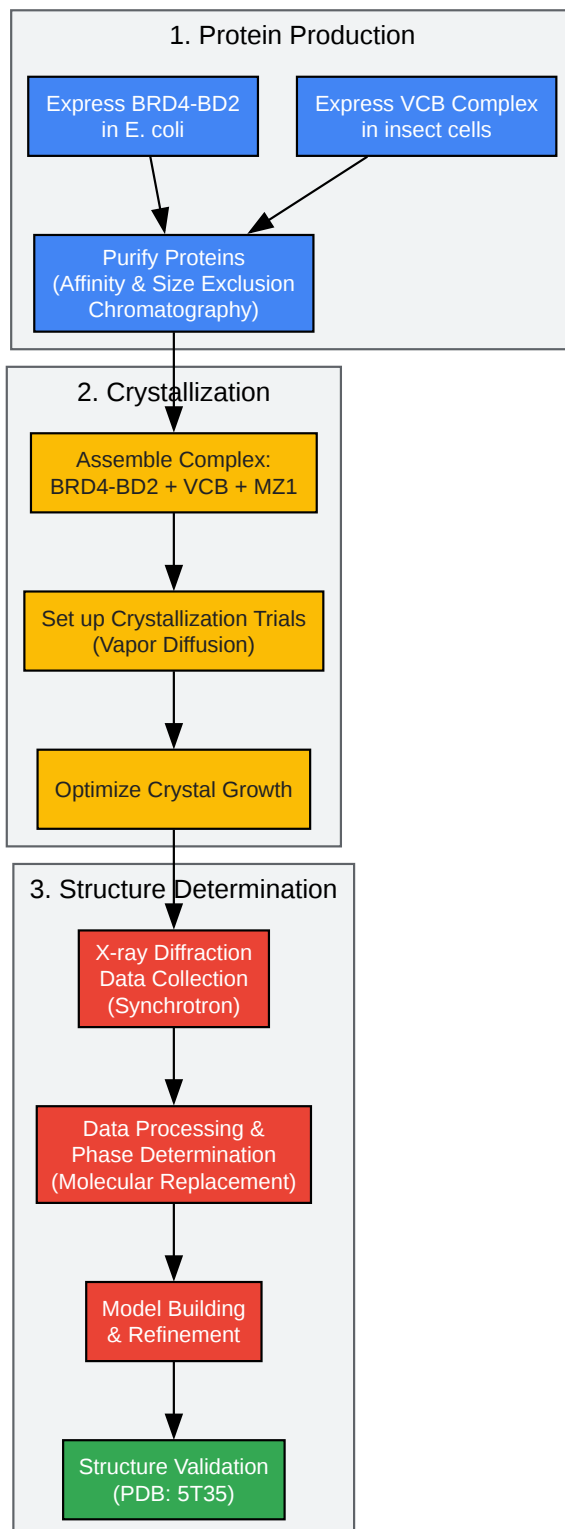 1. Protein Production
Express BRD4-BD2
in E. coli
Express VCB Complex
in insect cells
Purify Proteins
(Affinity & Size Exclusion
Chromatography)
2. Crystallization
Assemble Complex:
BRD4-BD2 + VCB + MZ1
Set up Crystallization Trials
(Vapor Diffusion)
Optimize Crystal Growth
3. Structure Determination
X-ray Diffraction
Data Collection
(Synchrotron)
Data Processing &
Phase Determination
(Molecular Replacement)
Model Building
& Refinement
Structure Validation
(PDB: 5T35)